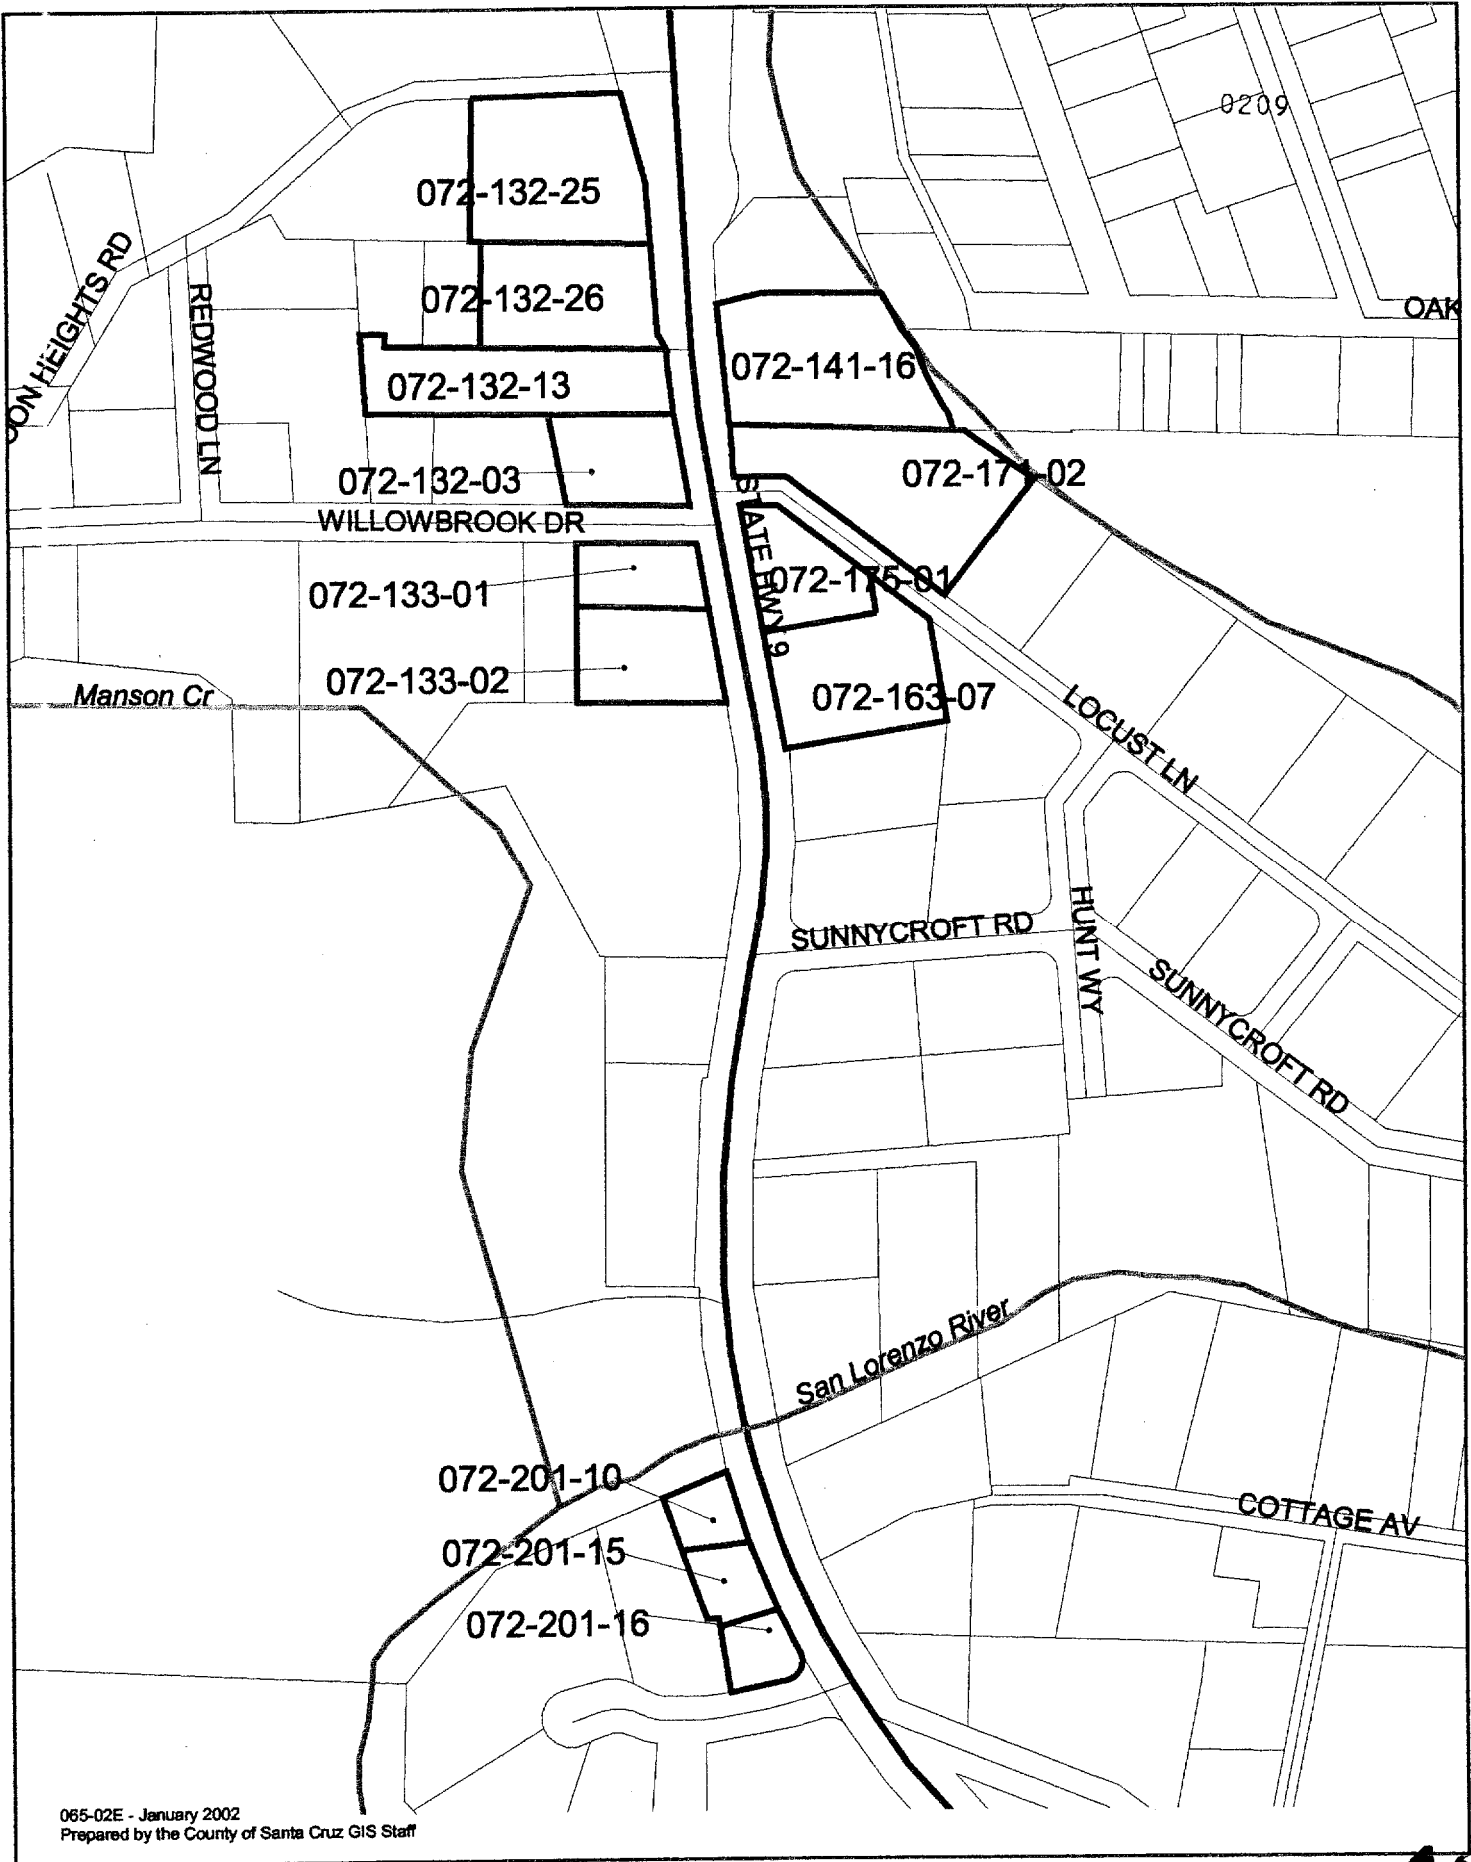 0209
072-132-25
ON HEIGHTS RD
REDWOOD LN
072-132-26
OAK
072-141-16
072-132-13
072-132-03
072-171-02
WILLOWBROOK DR
STATE HWY 9
072-175-01
072-133-01
072-133-02
Manson Cr
072-163-07
LOCUST LN
SUNNYCROFT RD
HUNT WY
SUNNYCROFT RD
San Lorenzo River
072-201-10
COTTAGE AV
072-201-15
072-201-16
065-02E - January 2002
Prepared by the County of Santa Cruz GIS Staff